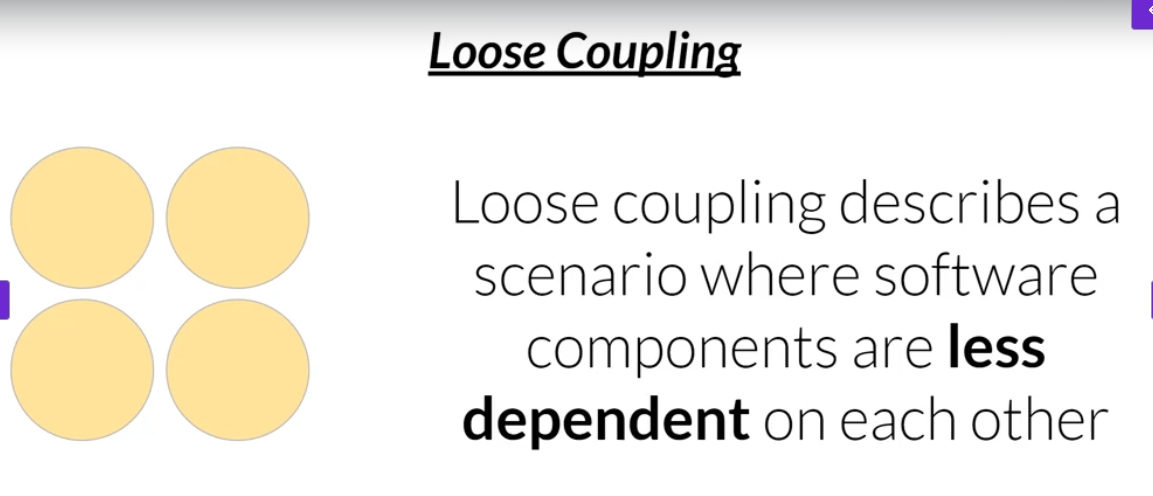 Loose Coupling
Loose coupling describes a
scenario where software
components are less
dependent on each other